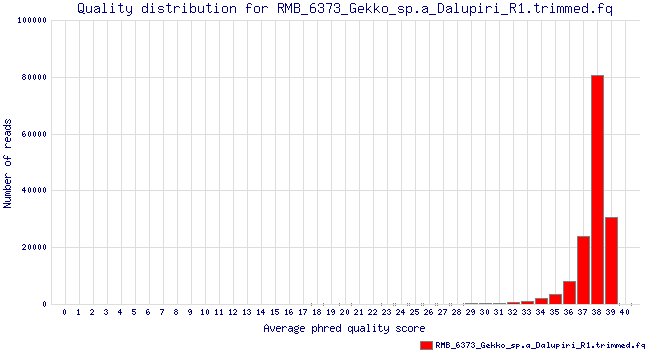 Quality distribution for RMB_6373_Gekko_sp.a_Dalupiri_R1.trimmed.fq
100000
80000
60000
40000
20000
0
Number of reads
0 1 2 3 4 5 6 7 8 9 10 11 12 13 14 15 16 17 18 19 20 21 22 23 24 25 26 27 28 29 30 31 32 33 34 35 36 37 38 39 40
Average phred quality score
RMB_6373_Gekko_sp.a_Dalupiri_R1.trimmed.fq